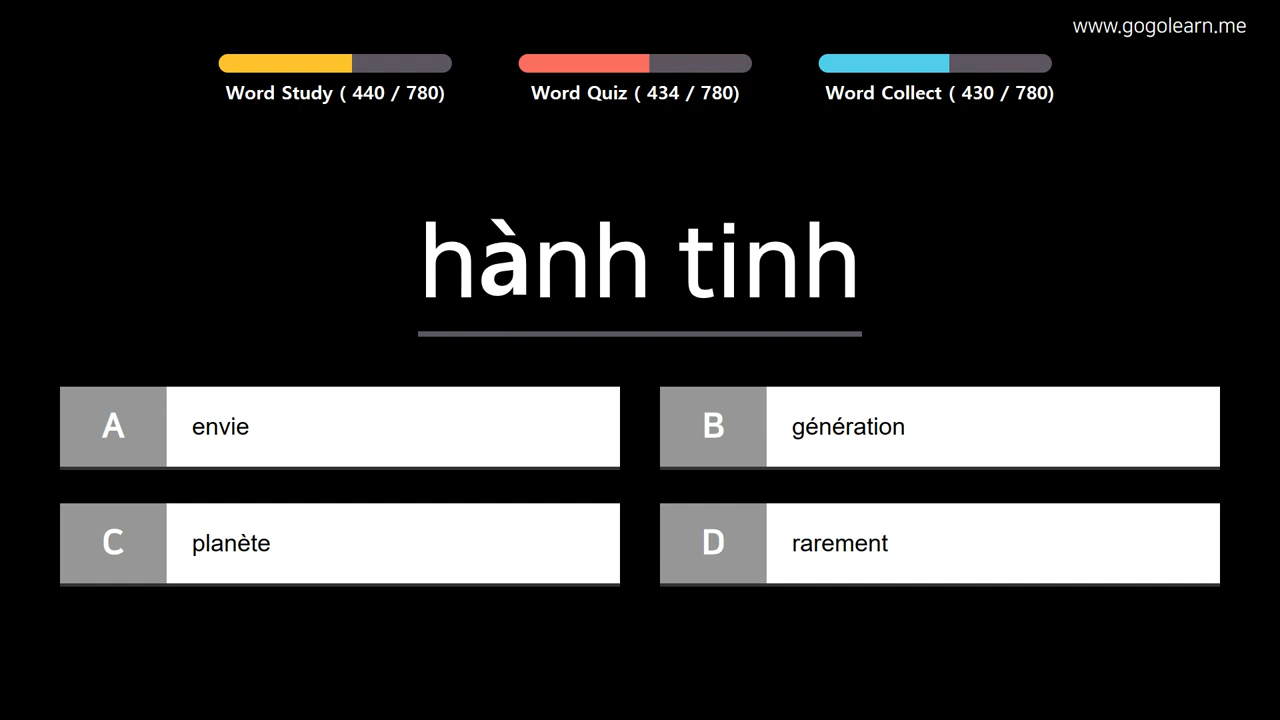 www.gogolearn.me
Word Study ( 440 / 780)
Word Quiz ( 434 / 780)
Word Collect ( 430 / 780)
hành tinh
A envie
B génération
C planète
D rarement